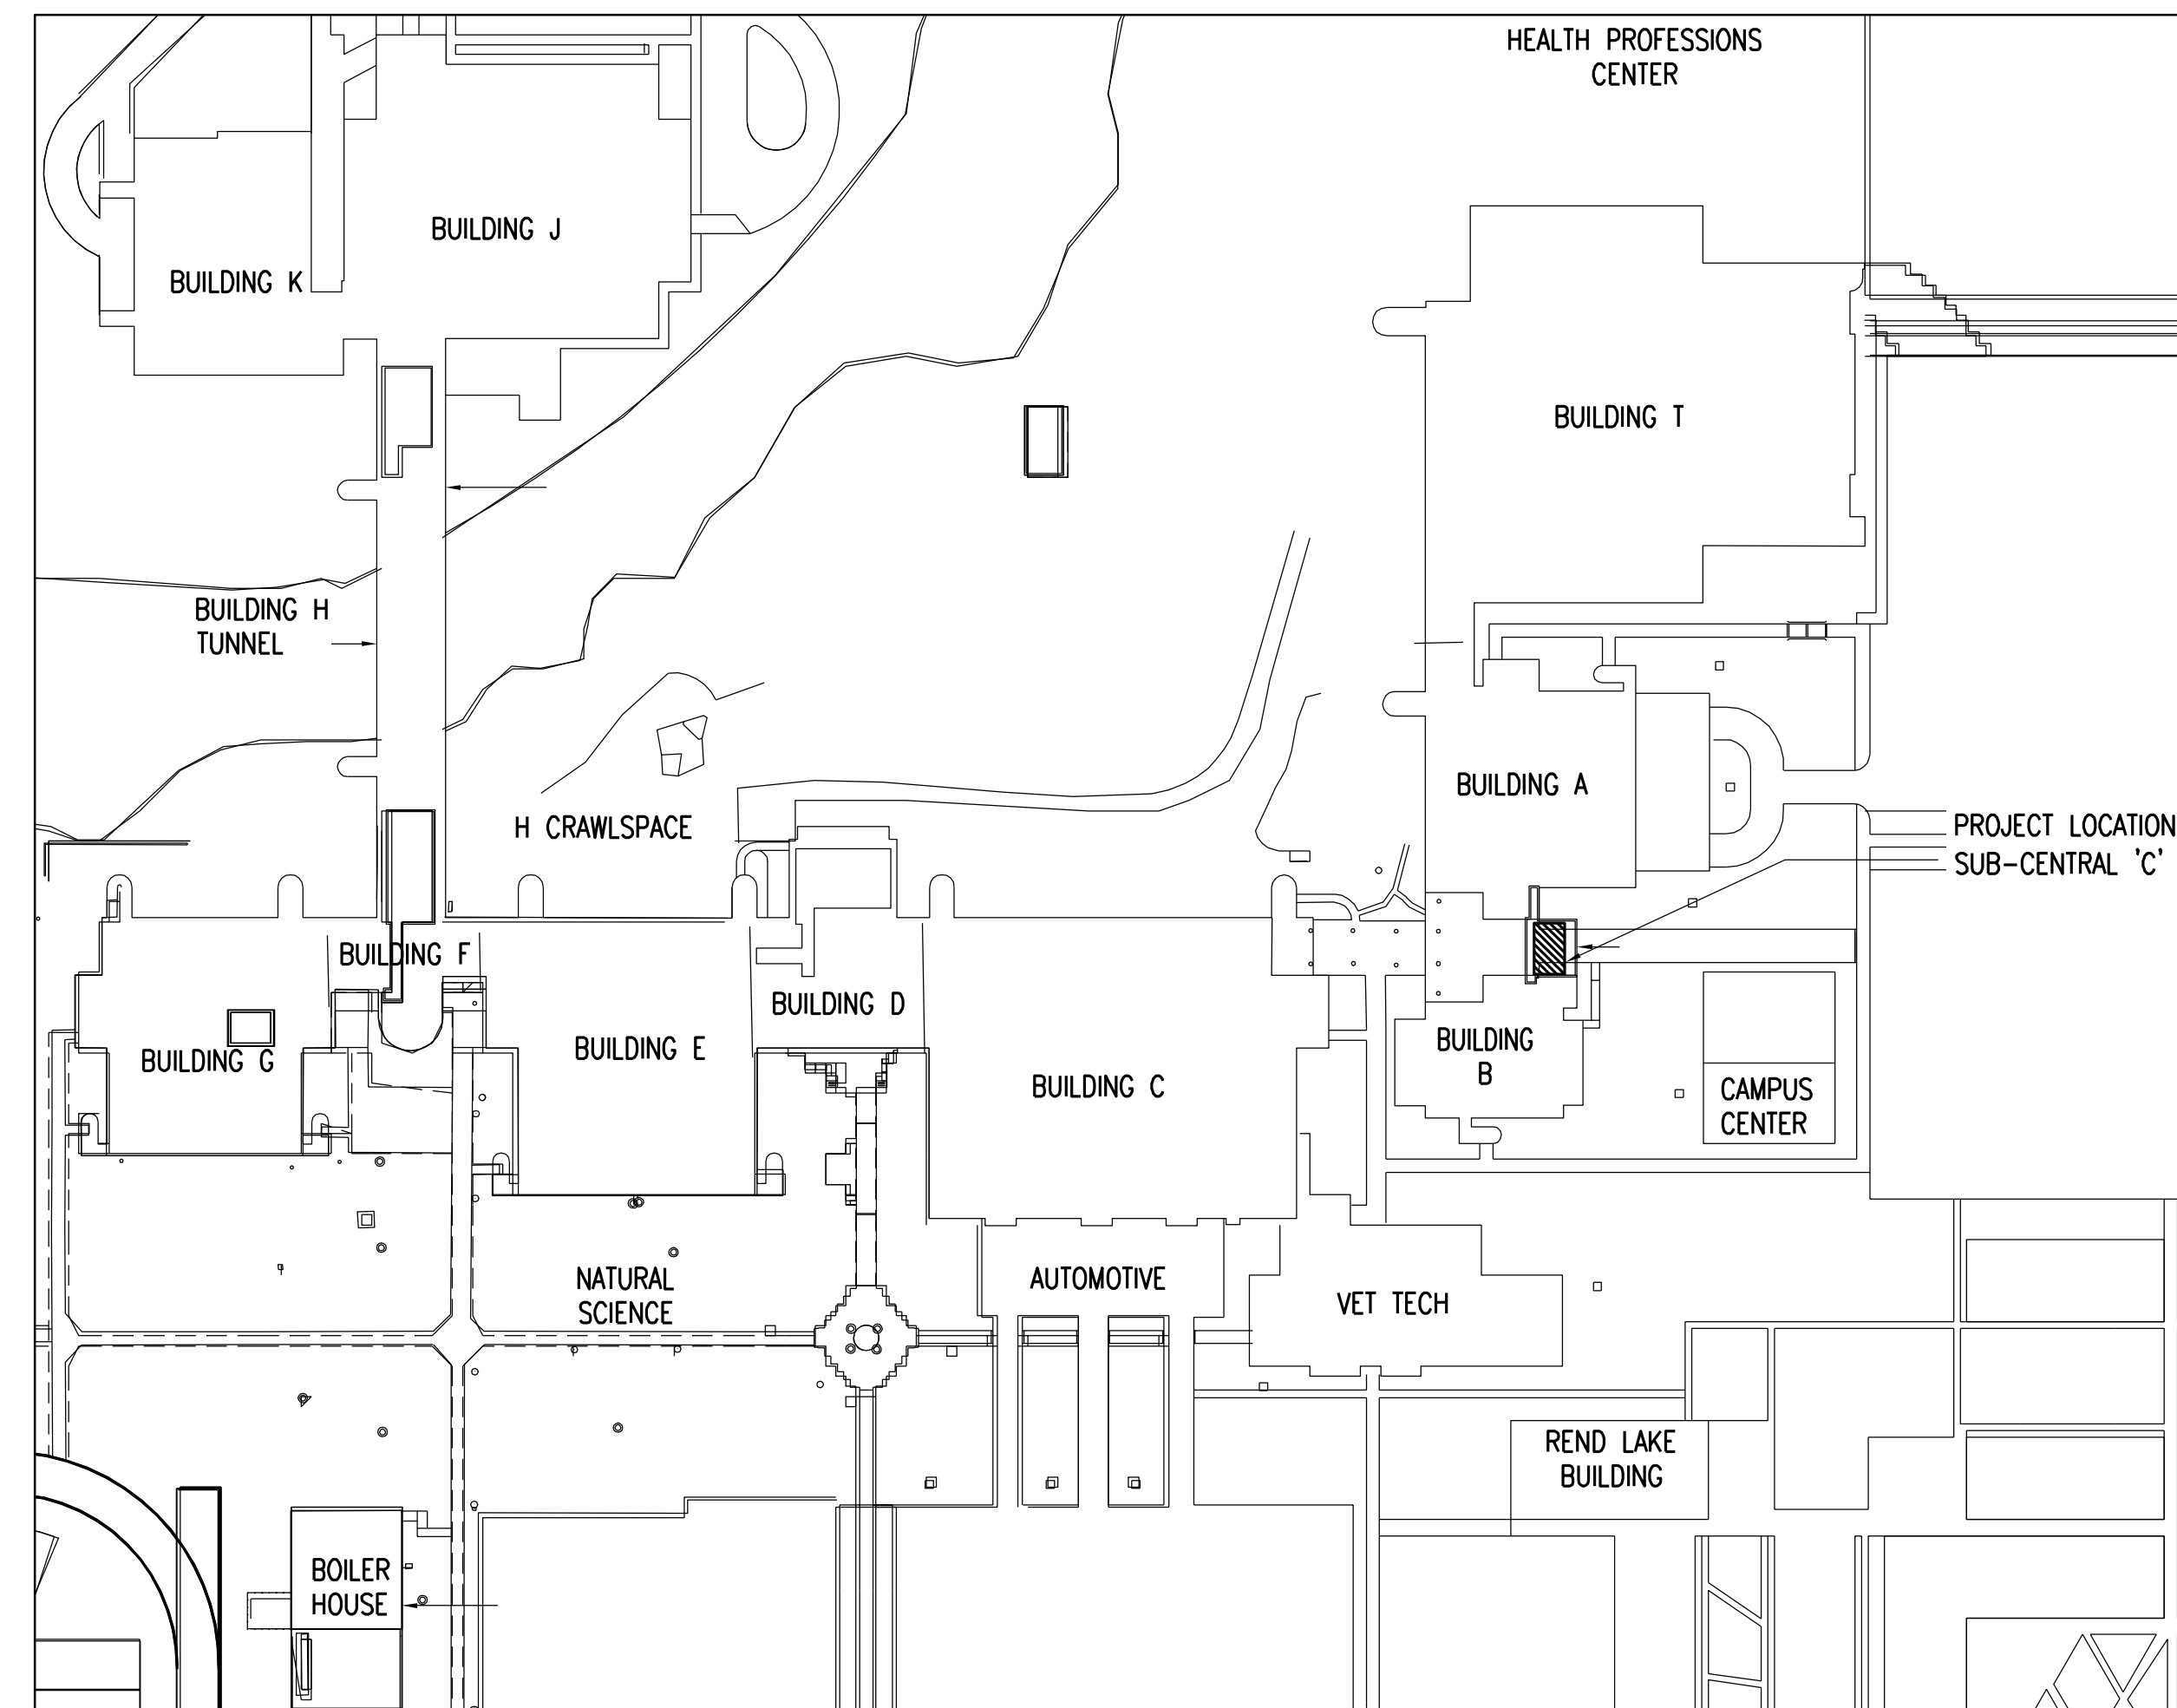 HEALTH PROFESSIONS
CENTER
BUILDING J
BUILDING K
BUILDING T
BUILDING H
TUNNEL
BUILDING A
H CRAWLSPACE
PROJECT LOCATION
SUB-CENTRAL 'C'
BUILDING F
BUILDING D
BUILDING E
BUILDING G
BUILDING
B
BUILDING C
CAMPUS
CENTER
NATURAL
SCIENCE
AUTOMOTIVE
VET TECH
REND LAKE
BUILDING
BOILER
HOUSE